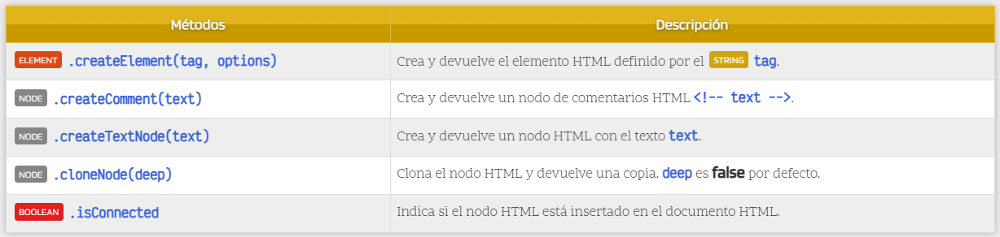 Métodos Descripción
ELEMENT .createElement(tag, options) Crea y devuelve el elemento HTML definido por el STRING tag.
NODE .createComment(text) Crea y devuelve un nodo de comentarios HTML <!-- text -->.
NODE .createTextNode(text) Crea y devuelve un nodo HTML con el texto text.
NODE .cloneNode(deep) Clona el nodo HTML y devuelve una copia. deep es false por defecto.
BOOLEAN .isConnected Indica si el nodo HTML está insertado en el documento HTML.